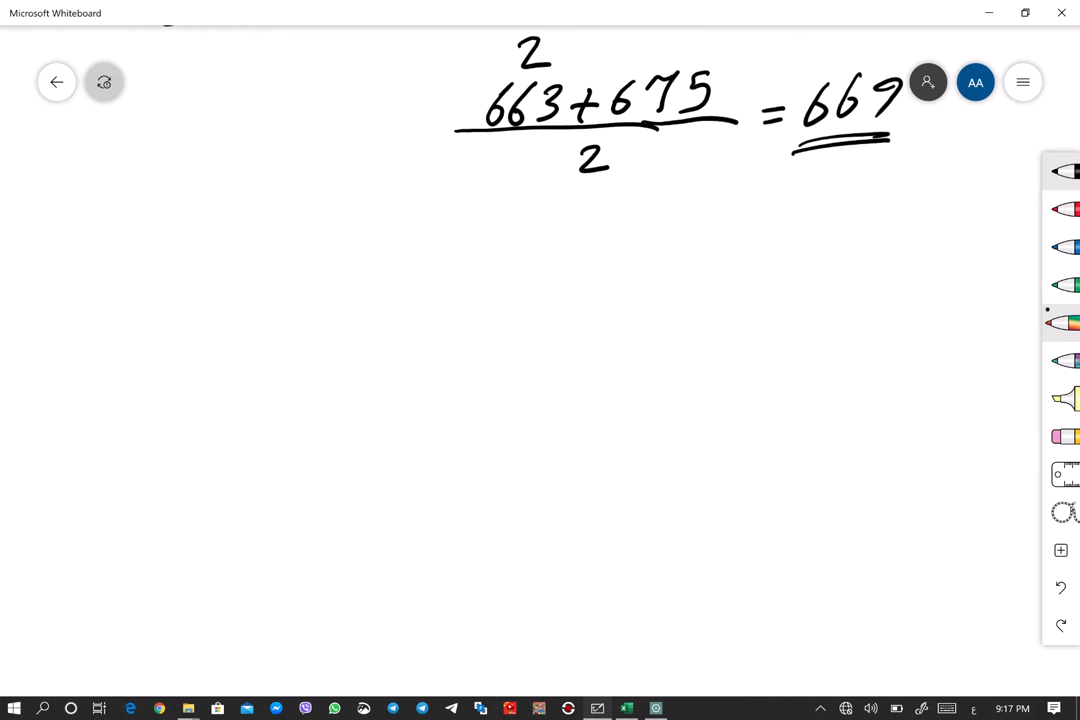 Microsoft Whiteboard
2
663+675
= 669
2
AA
ع
9:17 PM